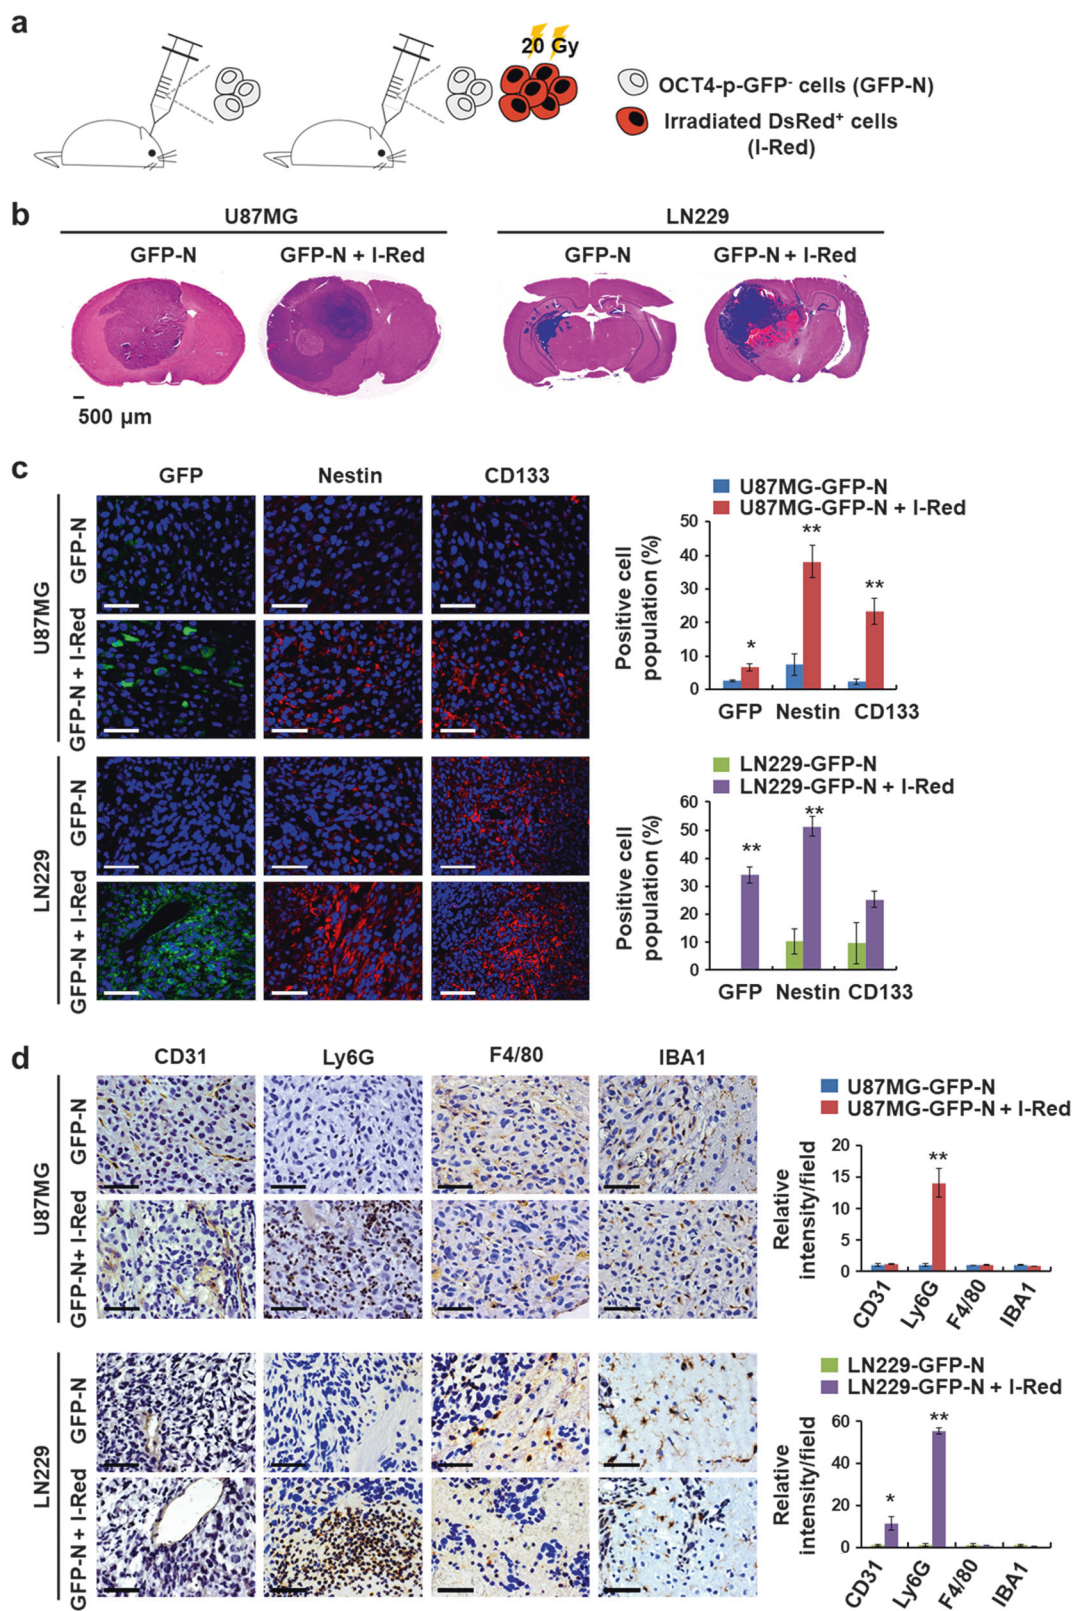 a
20 Gy
OCT4-p-GFP- cells (GFP-N)
Irradiated DsRed+ cells
(I-Red)
b
U87MG
LN229
GFP-N
GFP-N + I-Red
GFP-N
GFP-N + I-Red
500 µm
c
GFP
Nestin
CD133
U87MG
GFP-N
GFP-N + I-Red
LN229
GFP-N
GFP-N + I-Red
U87MG-GFP-N
U87MG-GFP-N + I-Red
Positive cell
population (%)
50
40
30
20
10
0
*
**
**
GFP
Nestin
CD133
LN229-GFP-N
LN229-GFP-N + I-Red
Positive cell
population (%)
60
50
40
30
20
10
0
**
**
GFP
Nestin
CD133
d
CD31
Ly6G
F4/80
IBA1
U87MG
GFP-N
GFP-N+ I-Red
LN229
GFP-N
GFP-N + I-Red
U87MG-GFP-N
U87MG-GFP-N + I-Red
Relative
intensity/field
20
15
10
5
0
**
CD31
Ly6G
F4/80
IBA1
LN229-GFP-N
LN229-GFP-N + I-Red
Relative
intensity/field
60
40
20
0
*
**
CD31
Ly6G
F4/80
IBA1